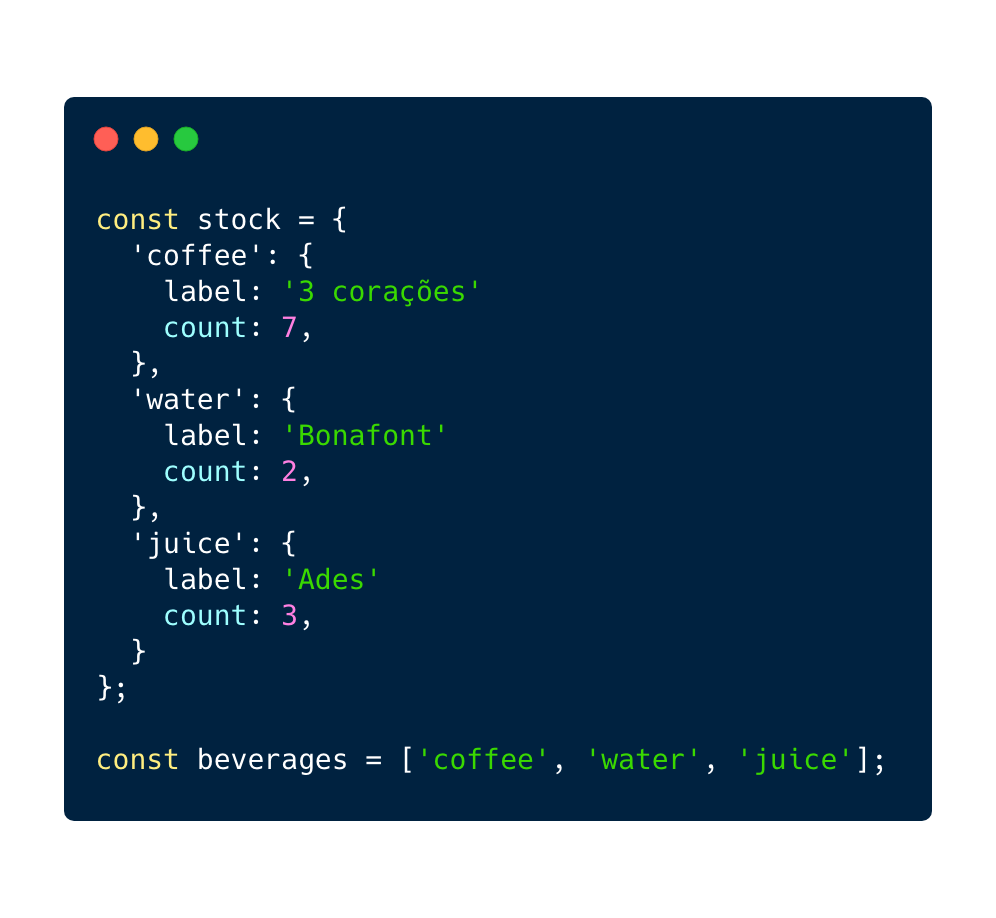 const stock = {
  'coffee': {
    label: '3 corações'
    count: 7,
  },
  'water': {
    label: 'Bonafont'
    count: 2,
  },
  'juice': {
    label: 'Ades'
    count: 3,
  }
};

const beverages = ['coffee', 'water', 'juice'];